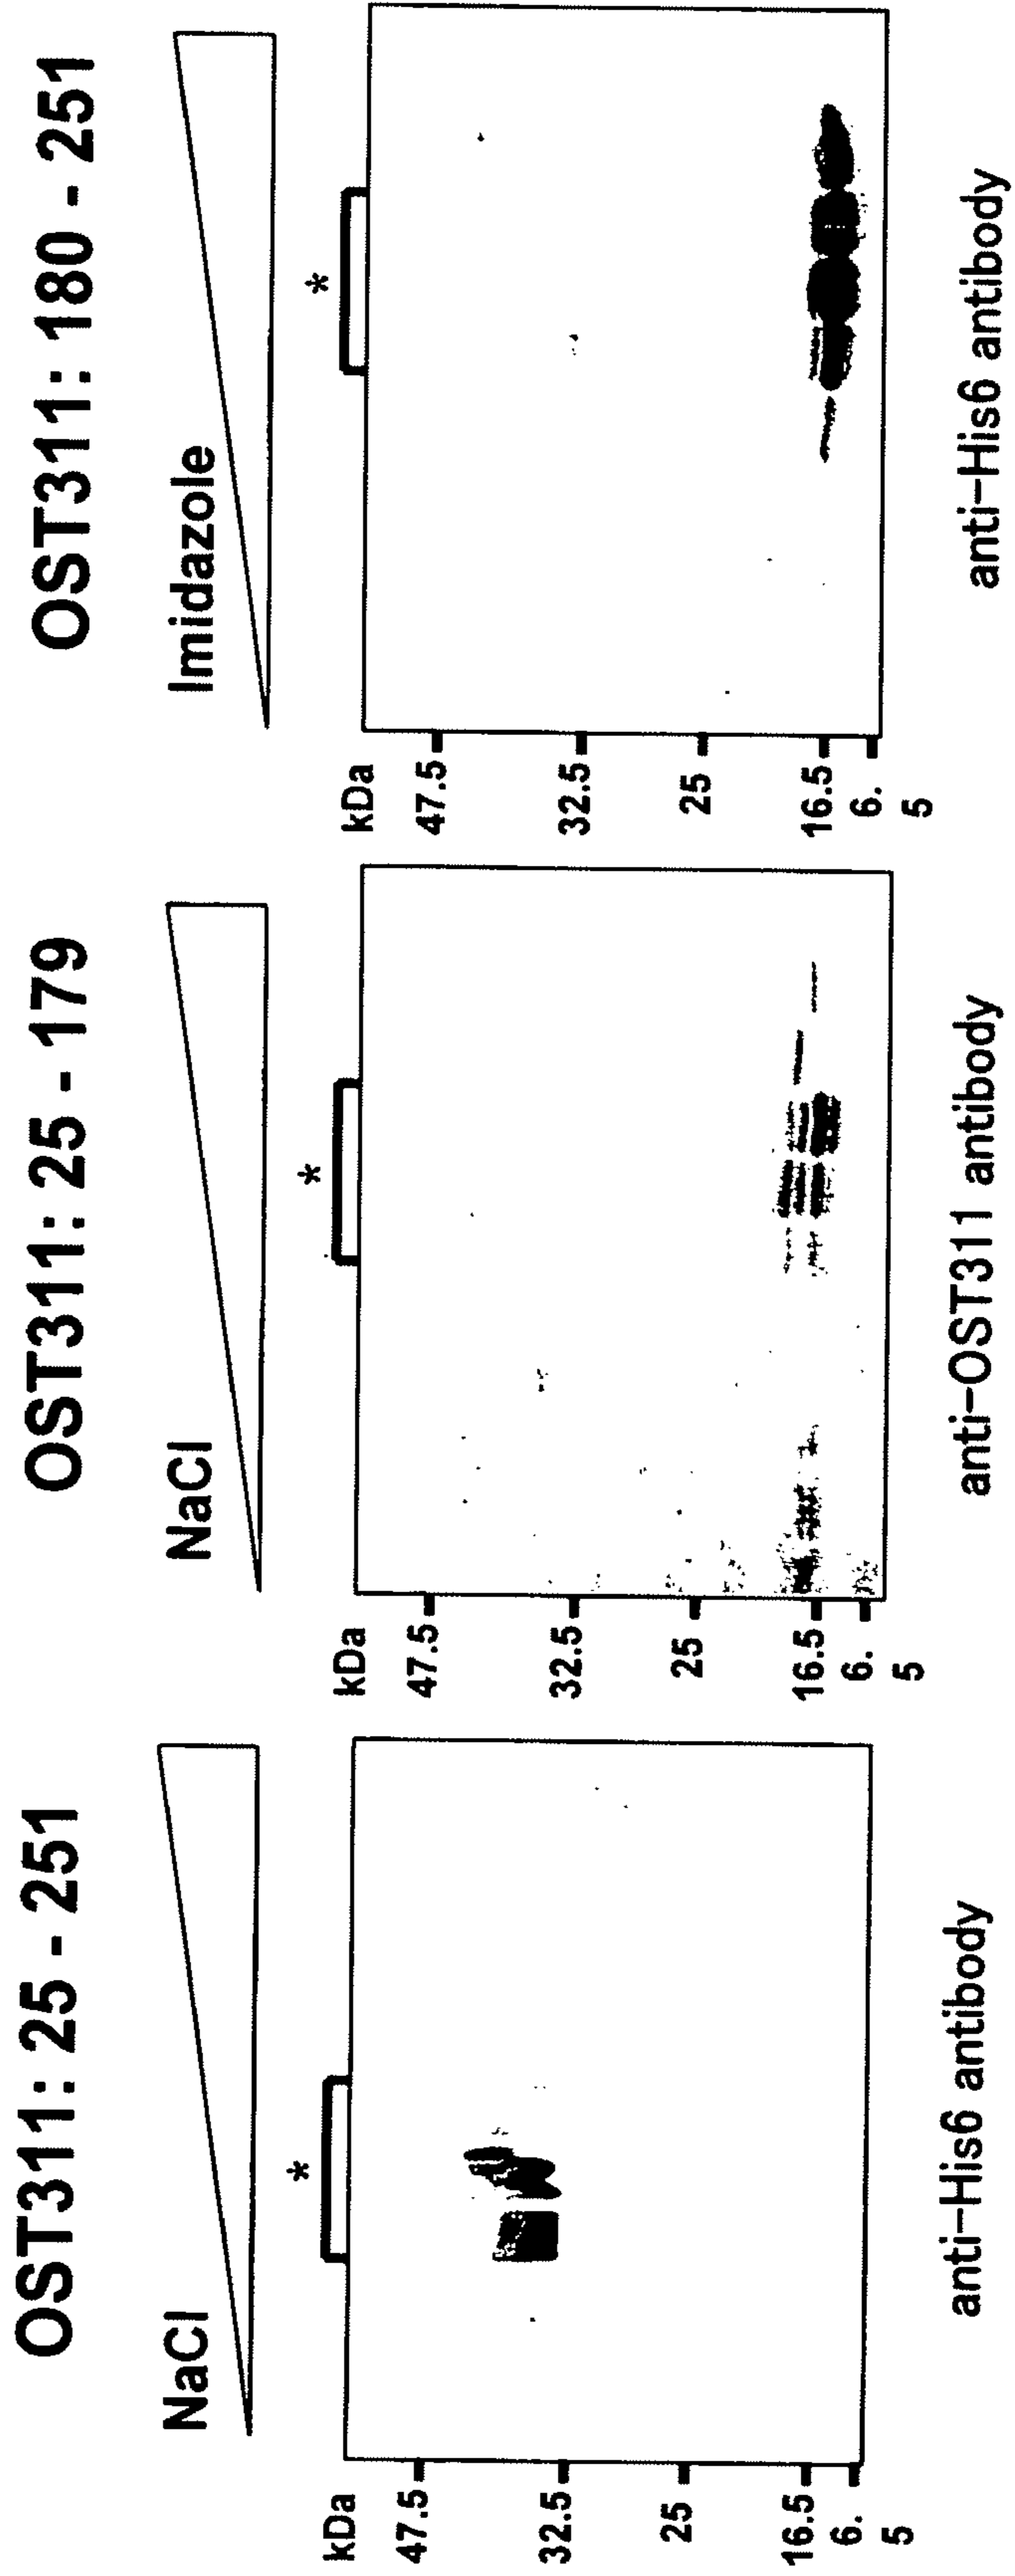 OST311: 25 - 251
NaCl
*
kDa
47.5
32.5
25
16.5
6.
5
anti-His6 antibody
OST311: 25 - 179
NaCl
*
kDa
47.5
32.5
25
16.5
6.
5
anti-OST311 antibody
OST311: 180 - 251
Imidazole
*
kDa
47.5
32.5
25
16.5
6.
5
anti-His6 antibody